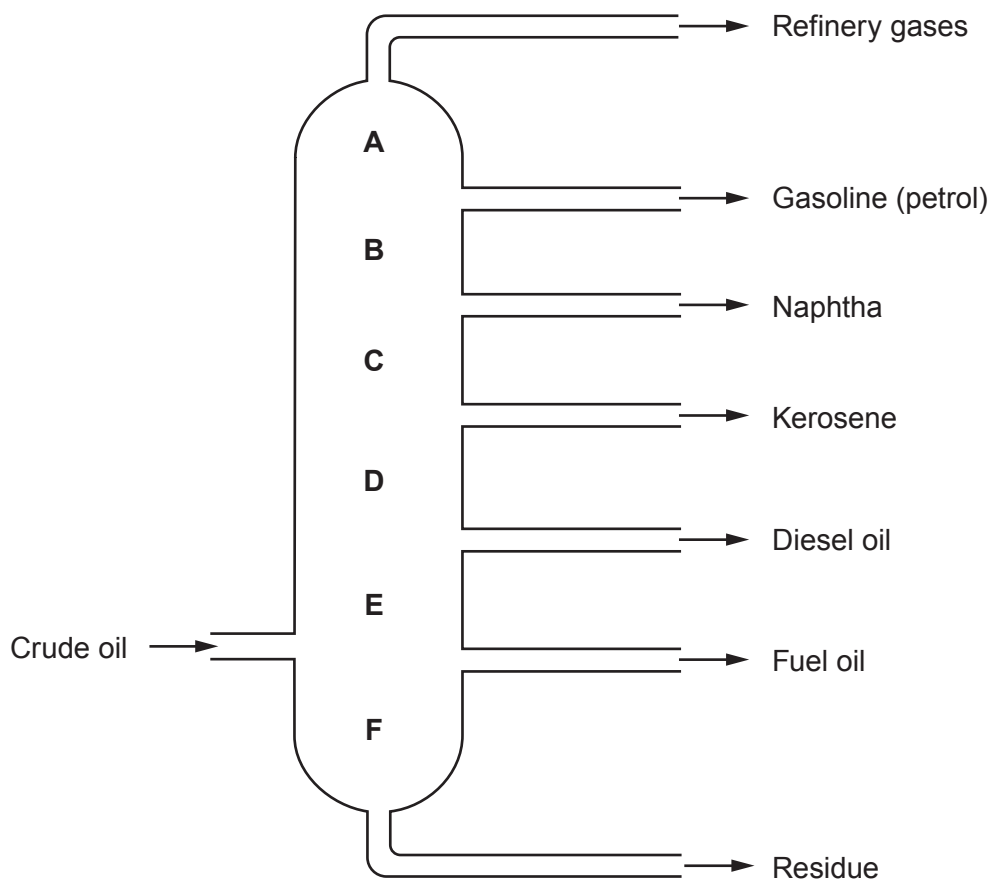 Refinery gases
A
Gasoline (petrol)
B
Naphtha
C
Kerosene
D
Diesel oil
E
Crude oil
Fuel oil
F
Residue